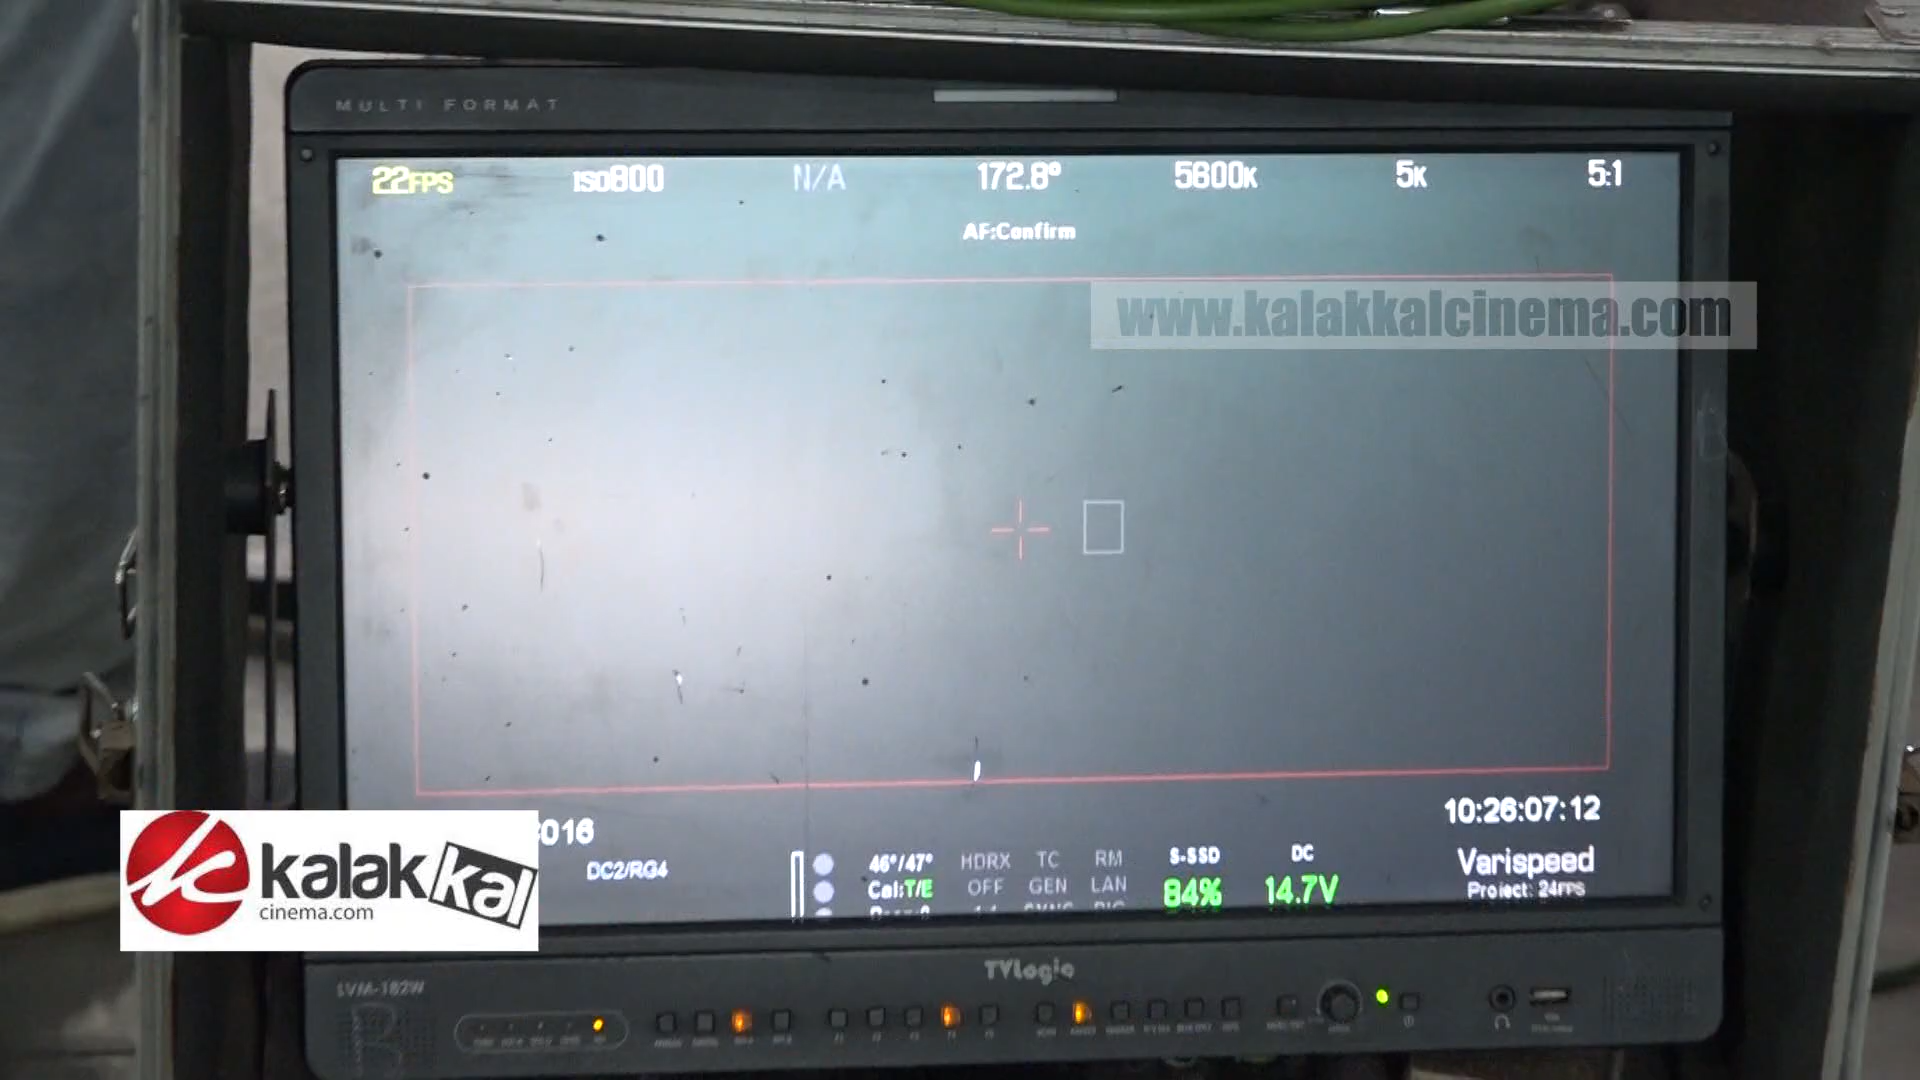 MULTI FORMAT
22FPS ISO800 N/A 172.8° 5800K 5K 5:1
AF:Confirm
www.kalakkalcinema.com
10:26:07:12
016
DC2/RG4
46°/47° HDRX TC RM S-SSD DC
Cal:T/E OFF GEN LAN 84% 14.7V
Varispeed
Project: 24FPS
kalakkal
cinema.com
TVLogic
LVM-182W
B